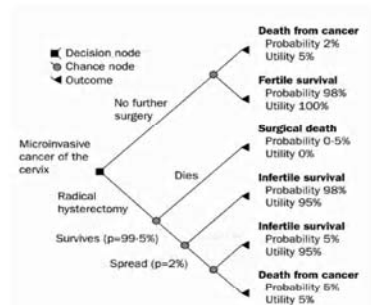 Decision node
Chance node
Outcome
No further
surgery
Microinvasive
cancer of the
cervix
Radical
hysterectomy
Dies
Survives (p=99-5%)
Spread (p=2%)
Death from cancer
Probability 2%
Utility 5%
Fertile survival
Probability 98%
Utility 100%
Surgical death
Probability 0-5%
Utility 0%
Infertile survival
Probability 98%
Utility 95%
Infertile survival
Probability 5%
Utility 95%
Death from cancer
Probability 5%
Utility 5%